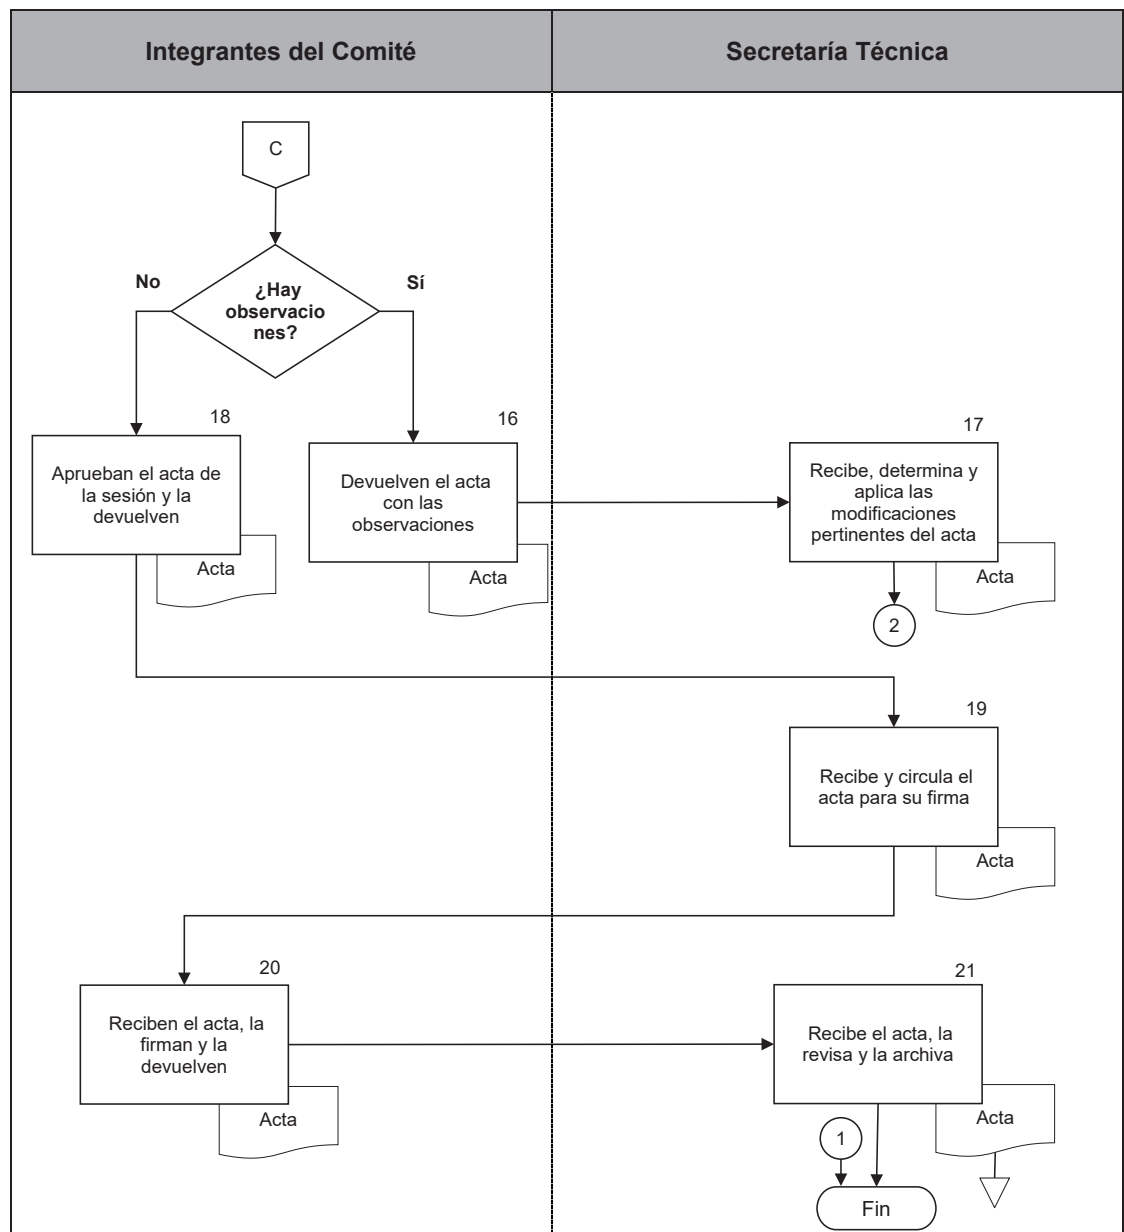 Integrantes del Comité
Secretaría Técnica
C
No
Sí
¿Hay
observacio
nes?
18
Aprueban el acta de
la sesión y la
devuelven
Acta
16
Devuelven el acta
con las
observaciones
Acta
17
Recibe, determina y
aplica las
modificaciones
pertinentes del acta
Acta
2
19
Recibe y circula el
acta para su firma
Acta
20
Reciben el acta, la
firman y la
devuelven
Acta
21
Recibe el acta, la
revisa y la archiva
Acta
1
Fin